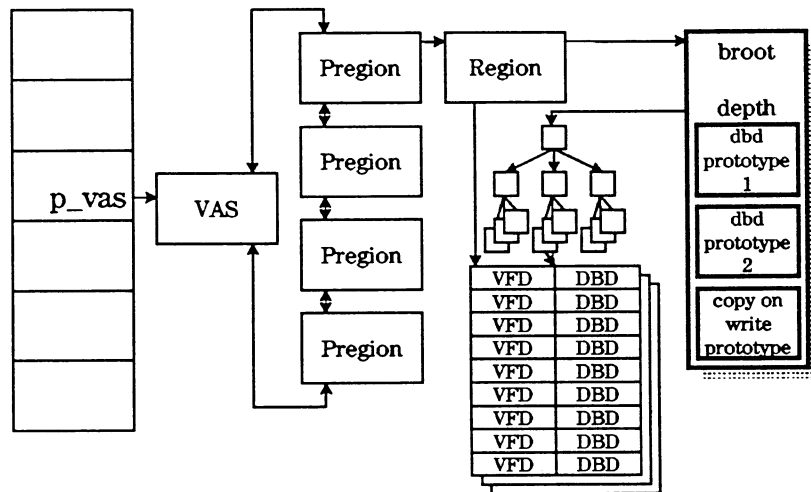 p_vas
VAS
Pregion
Pregion
Pregion
Pregion
Region
broot
depth
dbd
prototype
1
dbd
prototype
2
copy on
write
prototype
VFD DBD
VFD DBD
VFD DBD
VFD DBD
VFD DBD
VFD DBD
VFD DBD
VFD DBD
VFD DBD